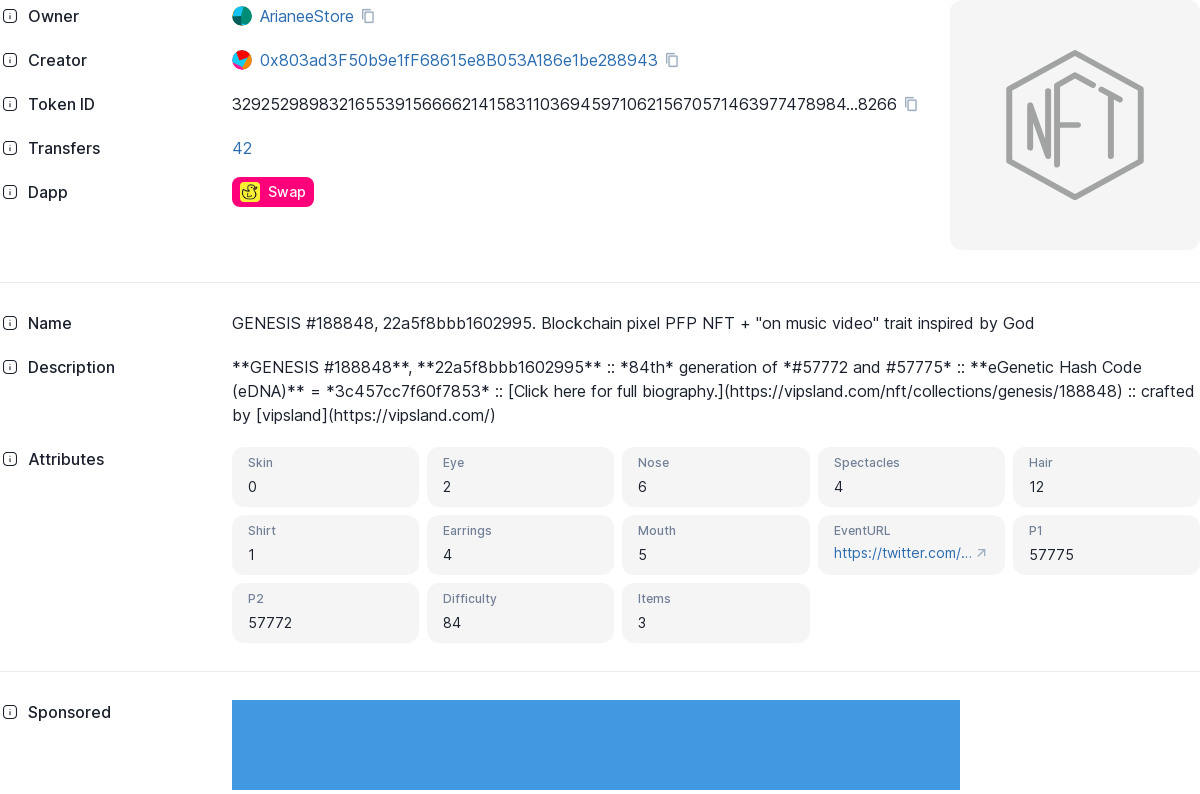 Owner
ArianeeStore
Creator
0x803ad3F50b9e1fF68615e8B053A186e1be288943
Token ID
32925298983216553915666621415831103694597106215670571463977478984...8266
Transfers
42
Dapp
Swap
NFT
Name
GENESIS #188848, 22a5f8bbb1602995. Blockchain pixel PFP NFT + "on music video" trait inspired by God
Description
**GENESIS #188848**, **22a5f8bbb1602995** :: *84th* generation of *#57772 and #57775* :: **eGenetic Hash Code
(eDNA)** = *3c457cc7f60f7853* :: [Click here for full biography.](https://vipsland.com/nft/collections/genesis/188848) :: crafted
by [vipsland](https://vipsland.com/)
Attributes
Skin
0
Eye
2
Nose
6
Spectacles
4
Hair
12
Shirt
1
Earrings
4
Mouth
5
EventURL
https://twitter.com/...
P1
57775
P2
57772
Difficulty
84
Items
3
Sponsored